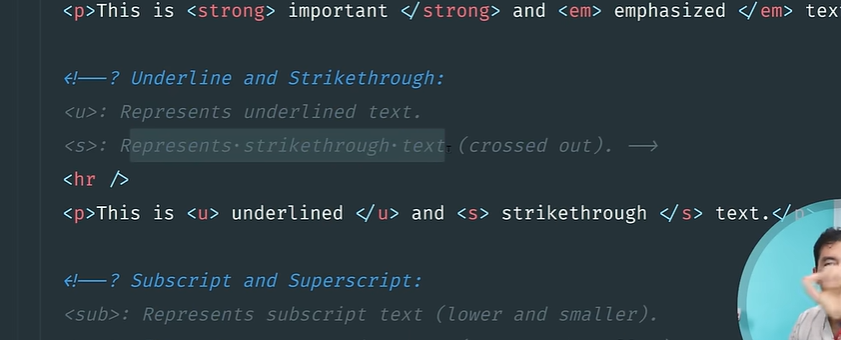 <p>This is <strong> important </strong> and <em> emphasized </em> tex
<!--? Underline and Strikethrough:
<u>: Represents underlined text.
<s>: Represents strikethrough text (crossed out). -->
<hr />
<p>This is <u> underlined </u> and <s> strikethrough </s> text.</p>
<!--? Subscript and Superscript:
<sub>: Represents subscript text (lower and smaller).